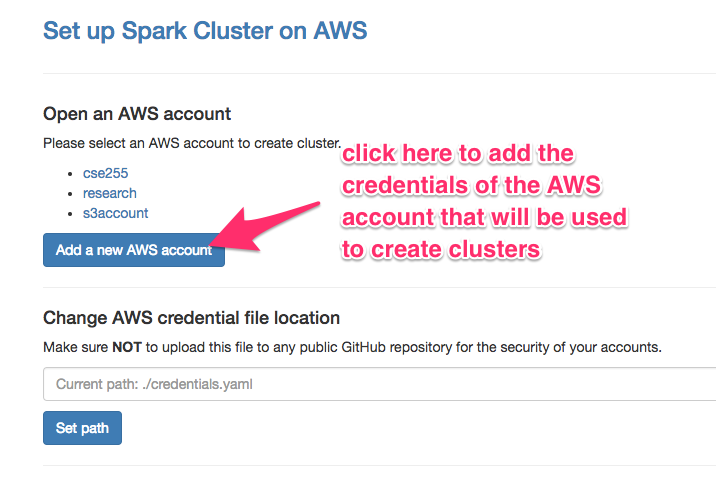 Set up Spark Cluster on AWS
Open an AWS account
Please select an AWS account to create cluster.
cse255
research
s3account
Add a new AWS account
click here to add the
credentials of the AWS
account that will be used
to create clusters
Change AWS credential file location
Make sure NOT to upload this file to any public GitHub repository for the security of your accounts.
Current path: ./credentials.yaml
Set path